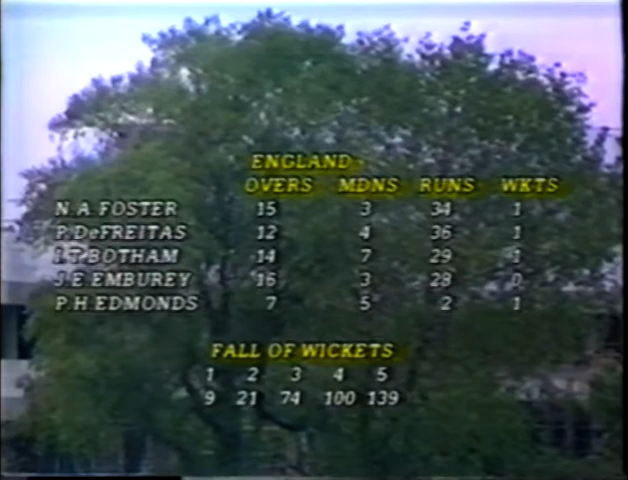 ENGLAND
OVERS MDNS RUNS WKTS
N.A.FOSTER 15 3 34 1
P.DeFREITAS 12 4 36 1
I.T.BOTHAM 14 7 29 1
J.E.EMBUREY 16 3 28 0
P.H.EDMONDS 7 5 2 1
FALL OF WICKETS
1 2 3 4 5
9 21 74 100 139